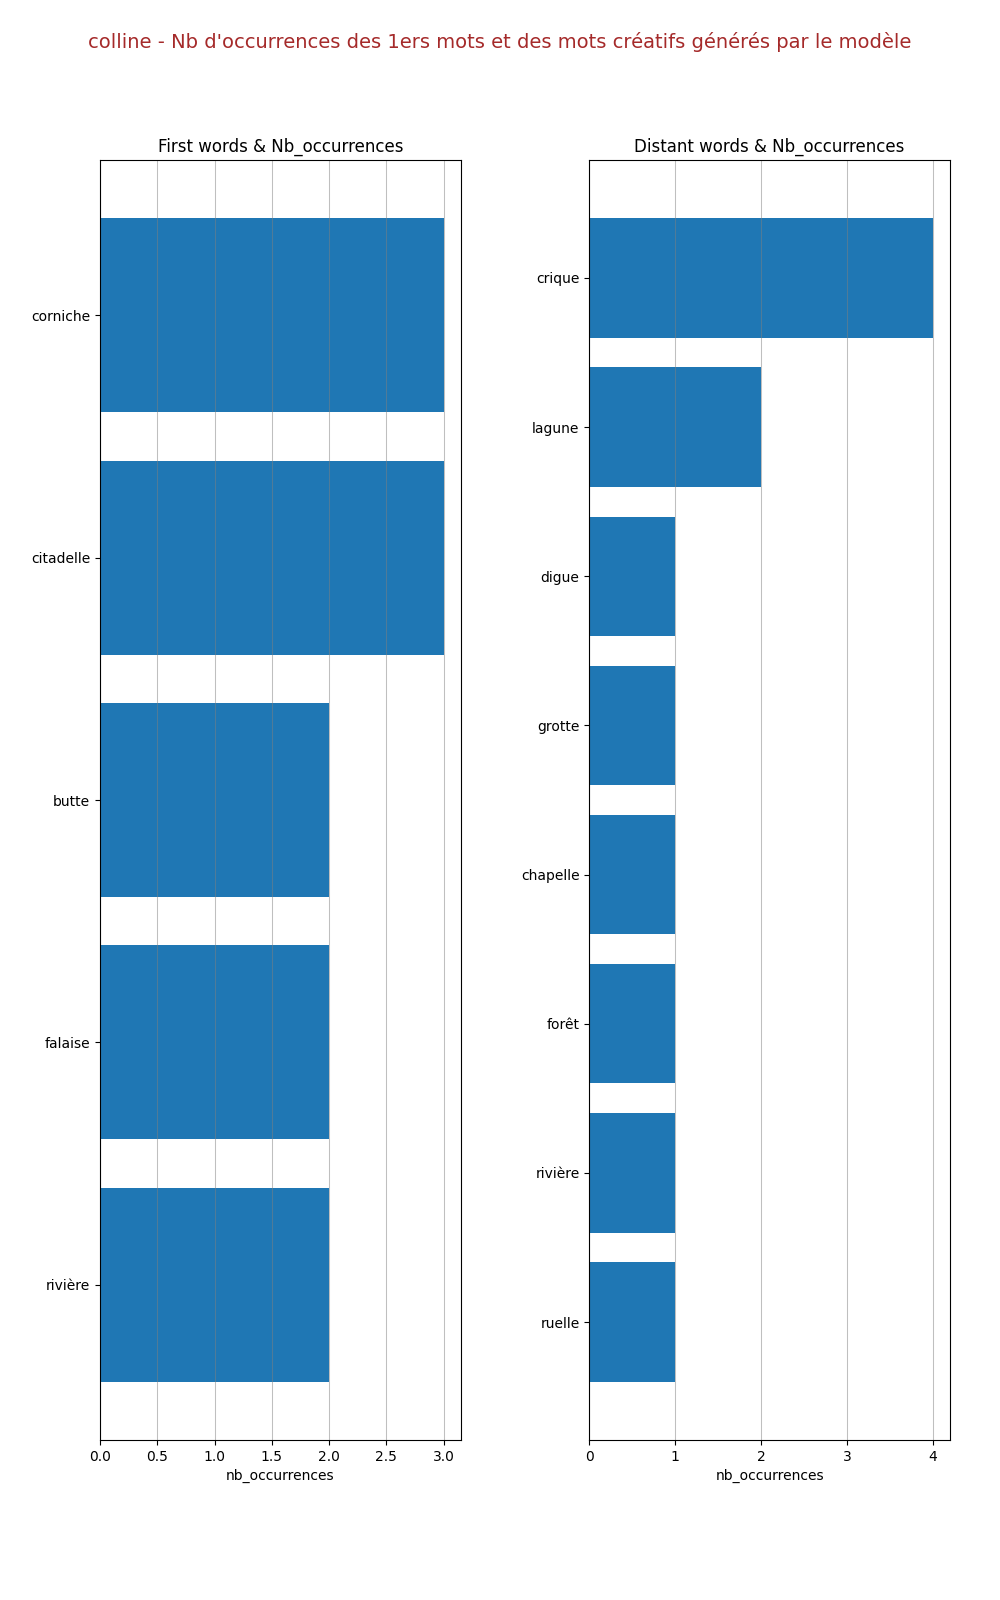 colline - Nb d'occurrences des 1ers mots et des mots créatifs générés par le modèle
First words & Nb_occurrences
corniche
citadelle
butte
falaise
rivière
0.0 0.5 1.0 1.5 2.0 2.5 3.0
nb_occurrences
Distant words & Nb_occurrences
crique
lagune
digue
grotte
chapelle
forêt
rivière
ruelle
0 1 2 3 4
nb_occurrences